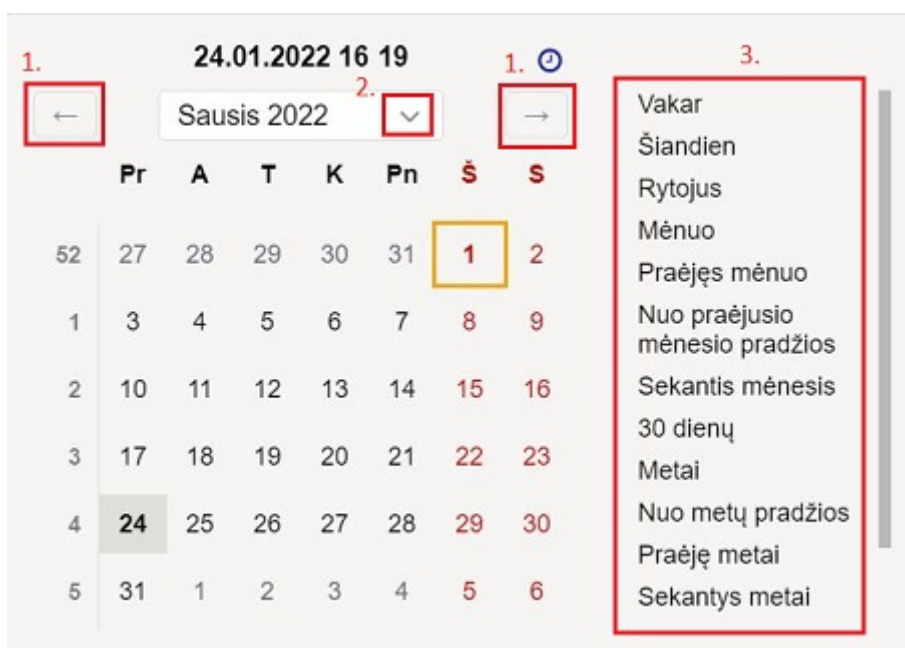 1.
24.01.2022 16 19
1.
3.
2.
←
Sausis 2022
→
Pr A T K Pn Š S
52 27 28 29 30 31 1 2
1 3 4 5 6 7 8 9
2 10 11 12 13 14 15 16
3 17 18 19 20 21 22 23
4 24 25 26 27 28 29 30
5 31 1 2 3 4 5 6
Vakar
Šiandien
Rytojus
Mėnuo
Praėjęs mėnuo
Nuo praėjusio
mėnesio pradžios
Sekantis mėnesis
30 dienų
Metai
Nuo metų pradžios
Praėję metai
Sekantys metai